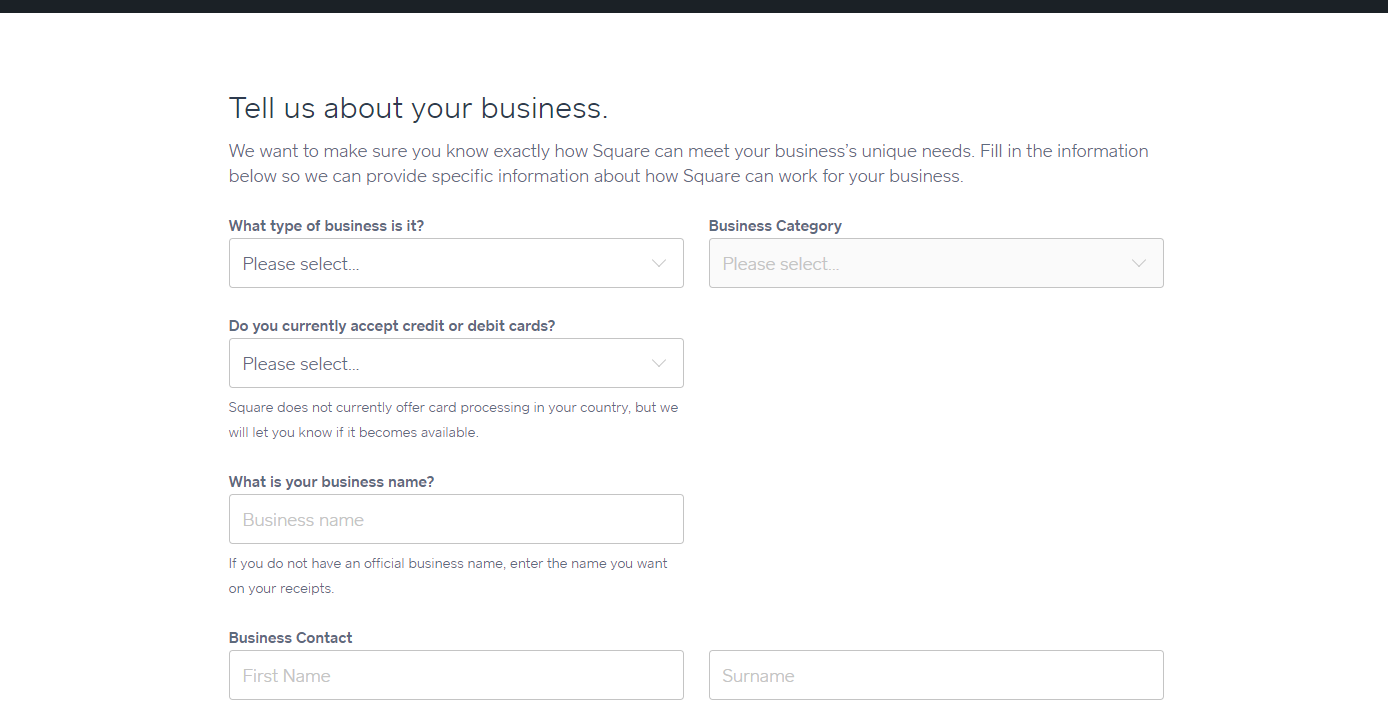 Tell us about your business.
We want to make sure you know exactly how Square can meet your business's unique needs. Fill in the information
below so we can provide specific information about how Square can work for your business.
What type of business is it?
Business Category
Please select...
Please select...
Do you currently accept credit or debit cards?
Please select...
Square does not currently offer card processing in your country, but we
will let you know if it becomes available.
What is your business name?
Business name
If you do not have an official business name, enter the name you want
on your receipts.
Business Contact
First Name
Surname